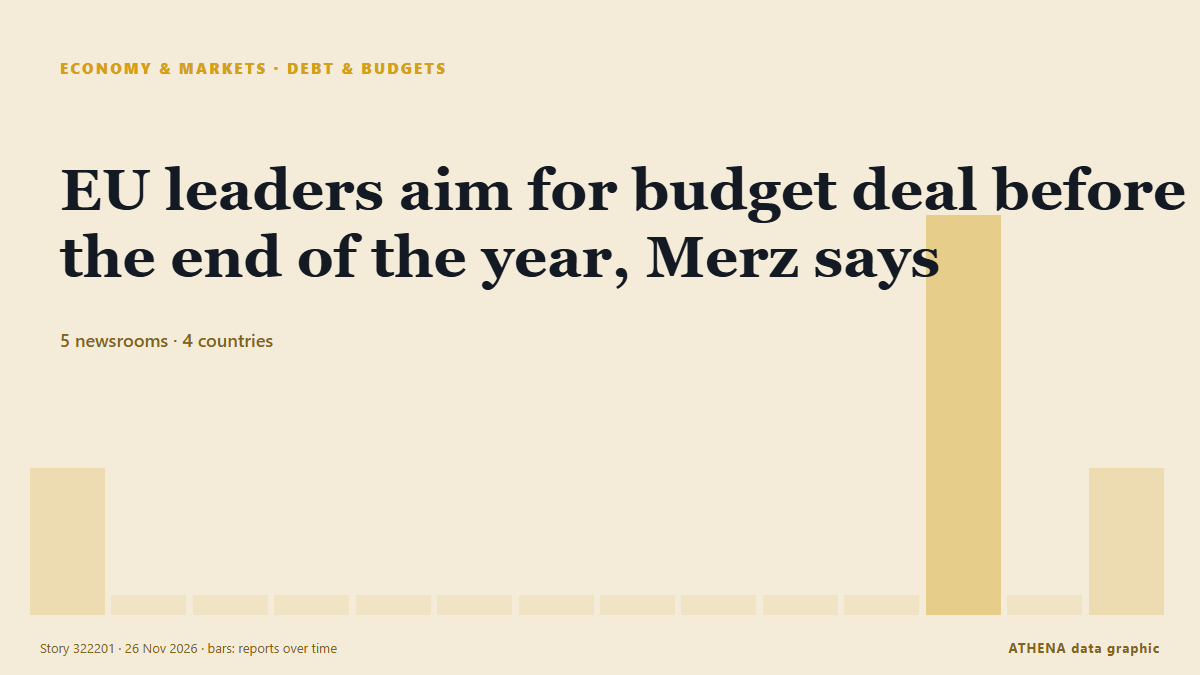 ECONOMY & MARKETS · DEBT & BUDGETS
EU leaders aim for budget deal before
the end of the year, Merz says
5 newsrooms · 4 countries
Story 322201 · 26 Nov 2026 · bars: reports over time
ATHENA data graphic